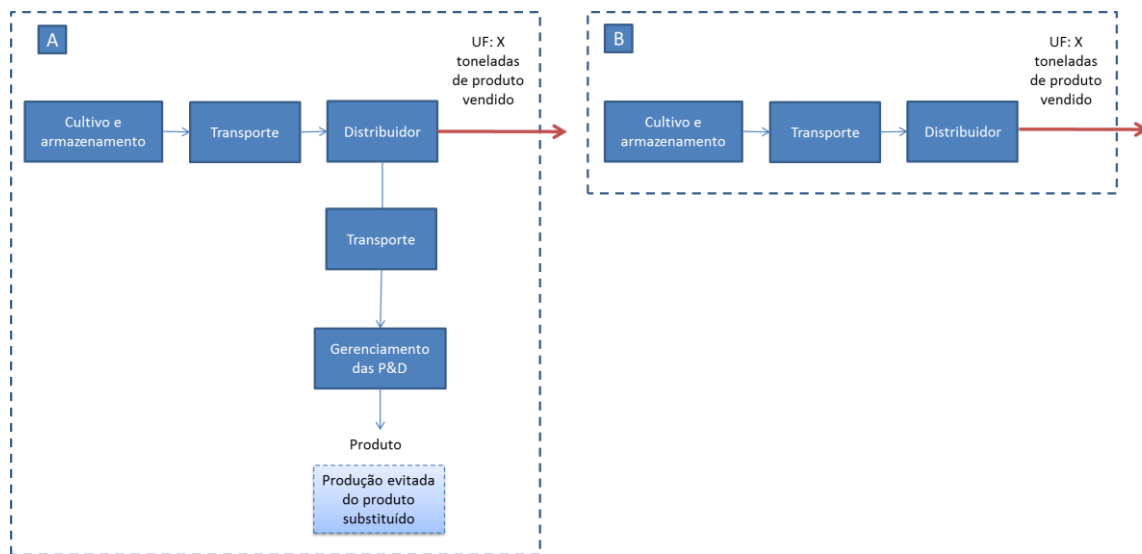 A
UF: X
toneladas
de produto
vendido
Cultivo e
armazenamento
Transporte
Distribuidor
Transporte
Gerenciamento
das P&D
Produto
Produção evitada
do produto
substituído
B
UF: X
toneladas
de produto
vendido
Cultivo e
armazenamento
Transporte
Distribuidor